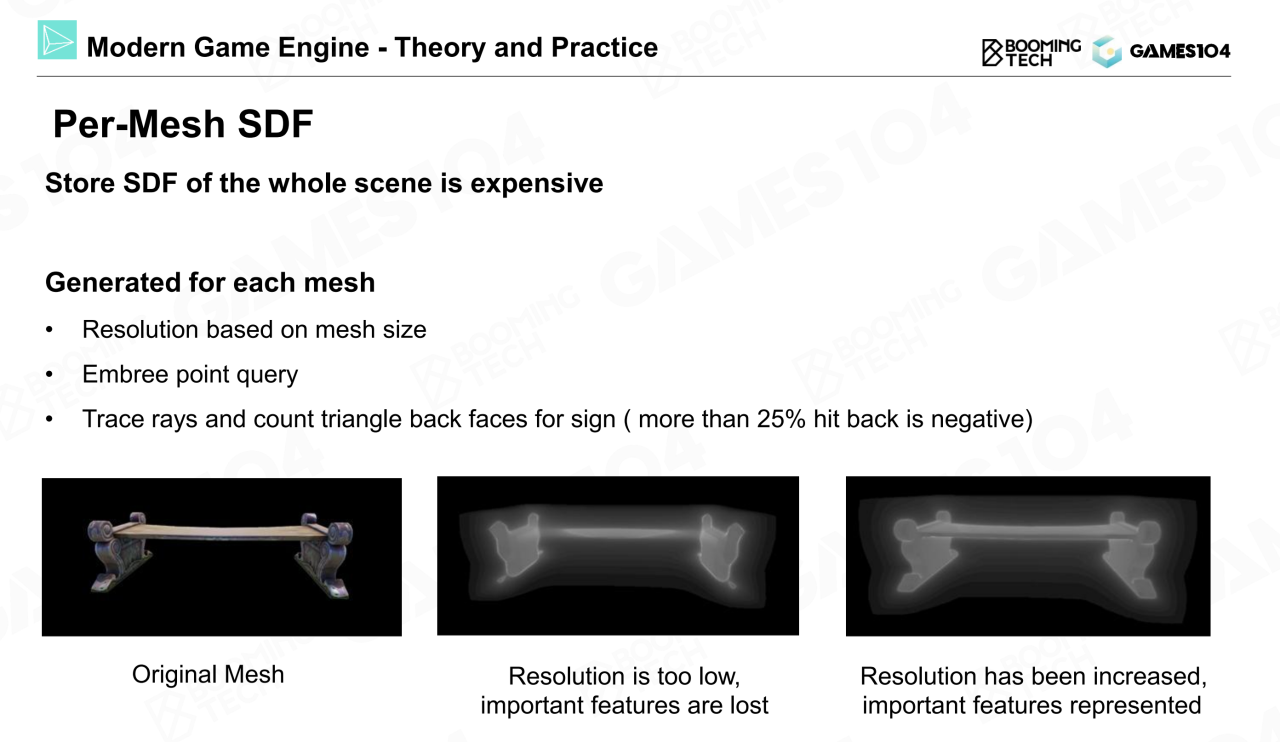 Modern Game Engine - Theory and Practice
BOOMING
TECH
GAMES104
Per-Mesh SDF
Store SDF of the whole scene is expensive
Generated for each mesh
• Resolution based on mesh size
• Embree point query
• Trace rays and count triangle back faces for sign ( more than 25% hit back is negative)
Original Mesh
Resolution is too low,
important features are lost
Resolution has been increased,
important features represented